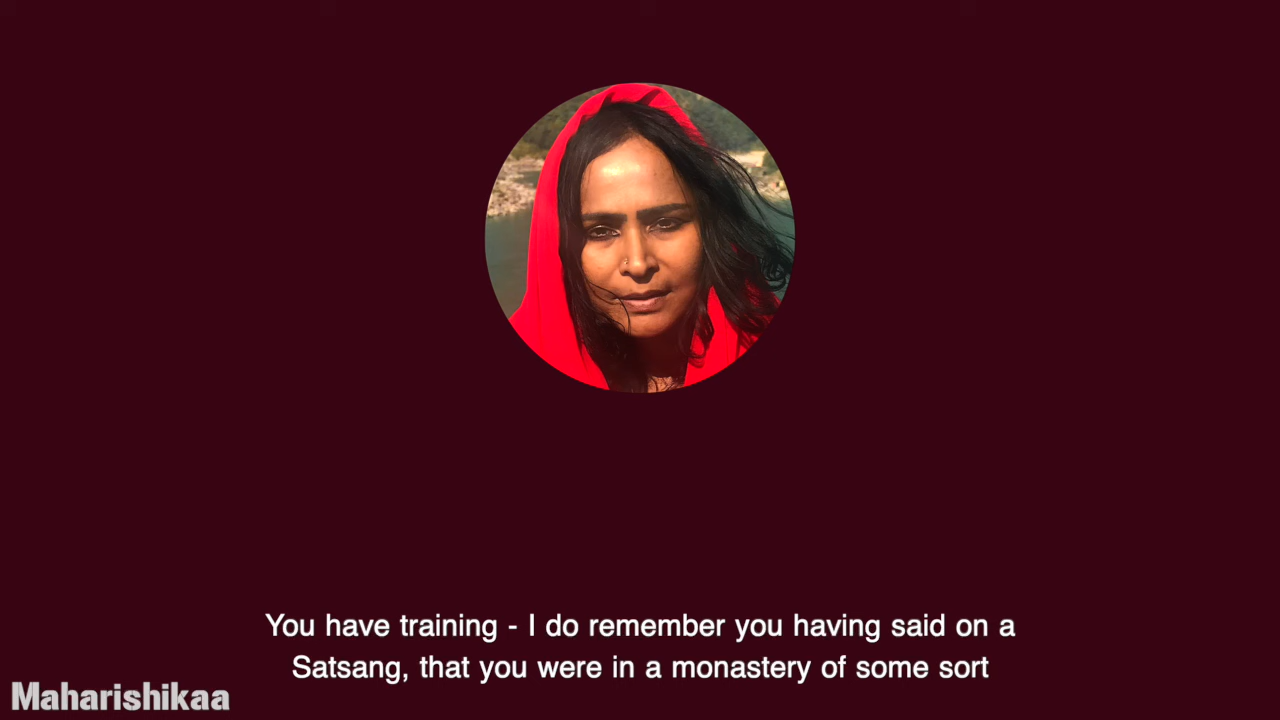 You have training - I do remember you having said on a
Satsang, that you were in a monastery of some sort
Maharishikaa